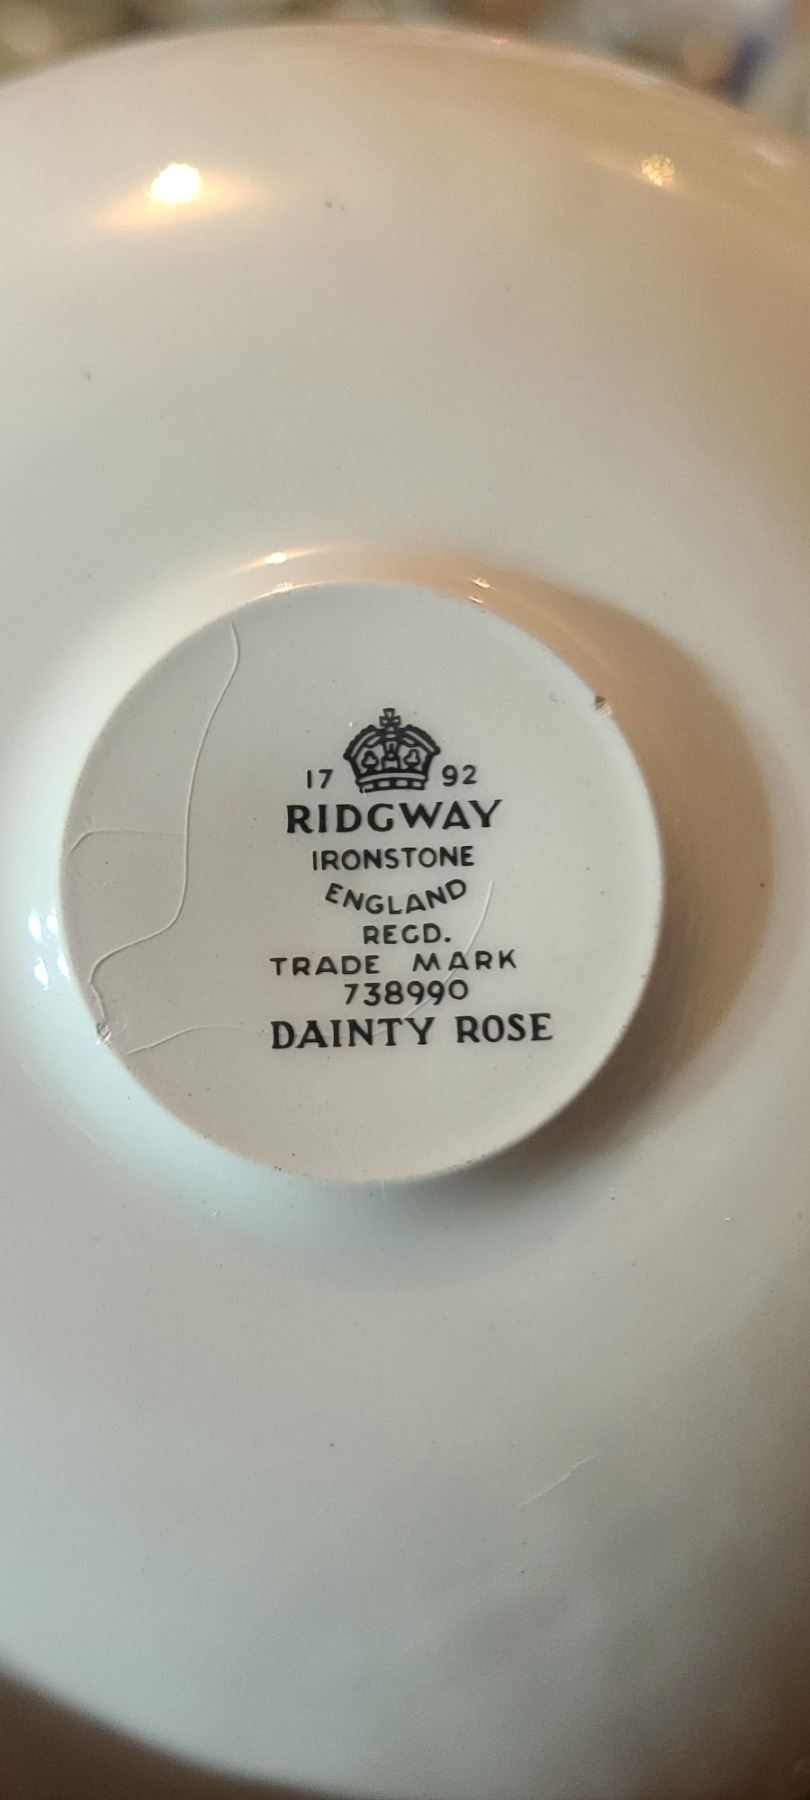 17 92
RIDGWAY
IRONSTONE
ENGLAND
REGD.
TRADE MARK
738990
DAINTY ROSE